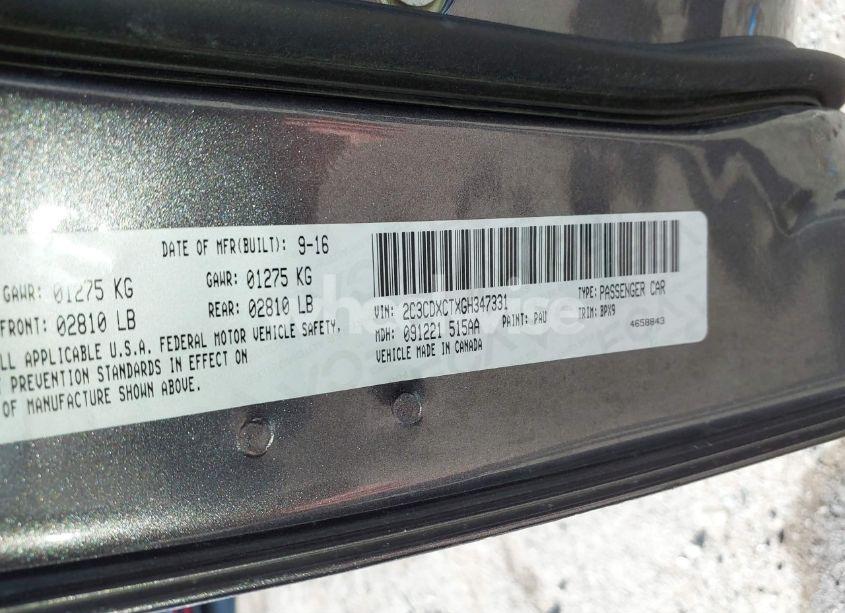 DATE OF MFR(BUILT): 9-16
GAWR: 01275 KG GAWR: 01275 KG
FRONT: 02810 LB REAR: 02810 LB
LL APPLICABLE U.S.A. FEDERAL MOTOR VEHICLE SAFETY,
T PREVENTION STANDARDS IN EFFECT ON
OF MANUFACTURE SHOWN ABOVE.
VIN: 2C3CDXCTXGH347331 TYPE: PASSENGER CAR
MDH: 091221 515AA PAINT: PAU TRIM: BPX9
VEHICLE MADE IN CANADA 4658843